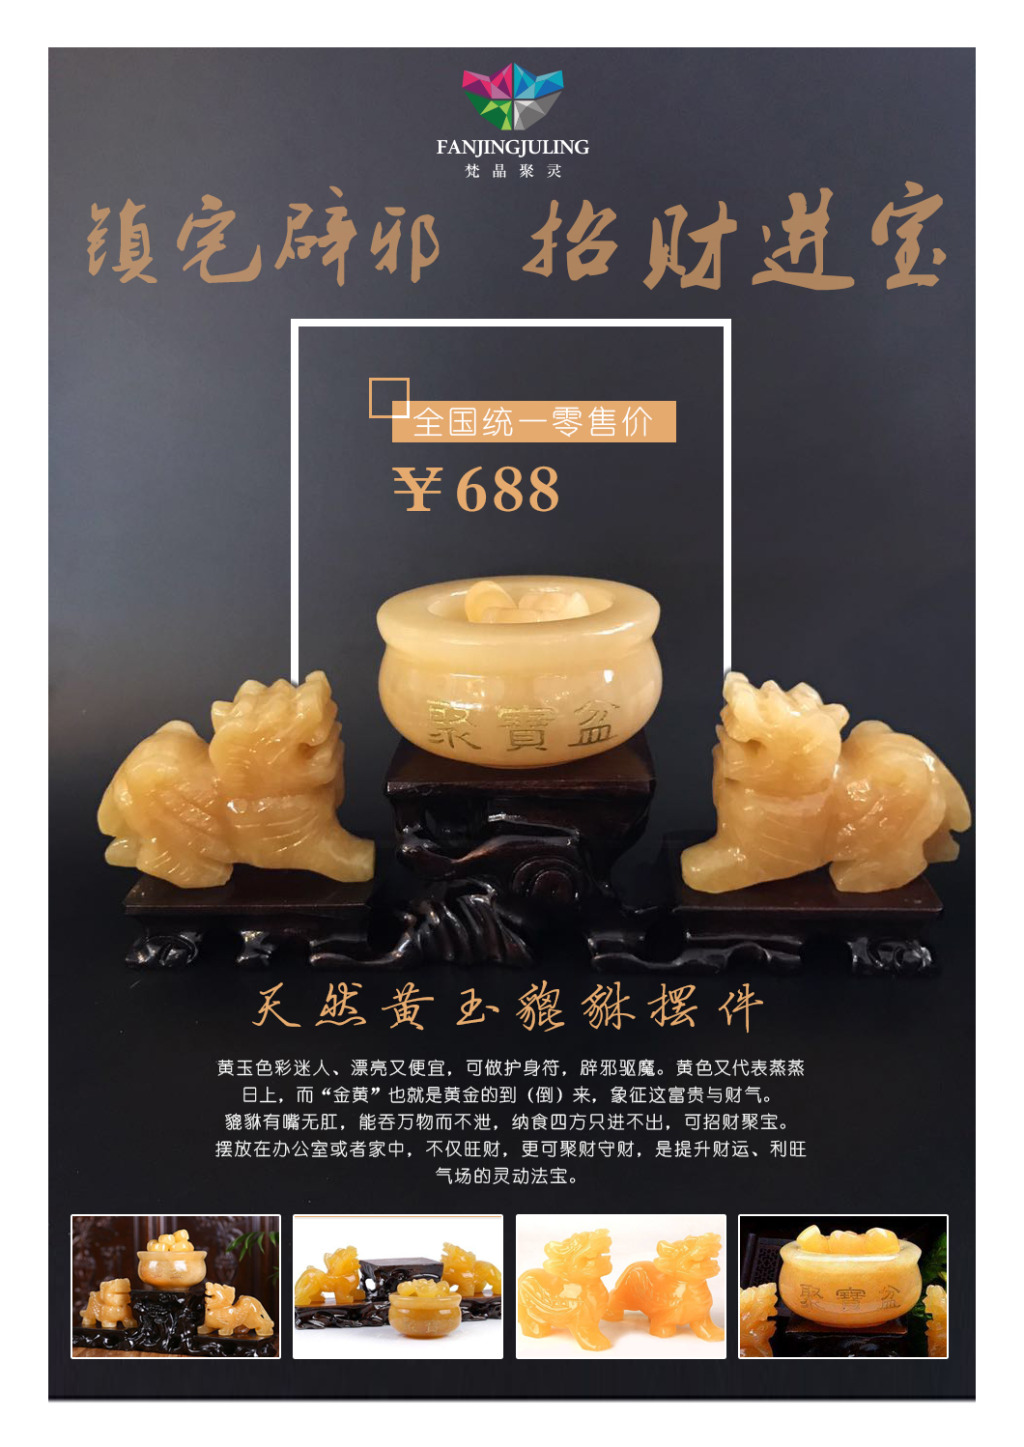 FANJINGJULING
梵晶聚灵
镇宅辟邪 招财进宝
全国统一零售价
￥688
聚寳盆
天然黄玉貔貅摆件
黄玉色彩迷人、漂亮又便宜，可做护身符，辟邪驱魔。黄色又代表蒸蒸
日上，而“金黄”也就是黄金的到（倒）来，象征这富贵与财气。
貔貅有嘴无肛，能吞万物而不泄，纳食四方只进不出，可招财聚宝。
摆放在办公室或者家中，不仅旺财，更可聚财守财，是提升财运、利旺
气场的灵动法宝。
聚寳盆